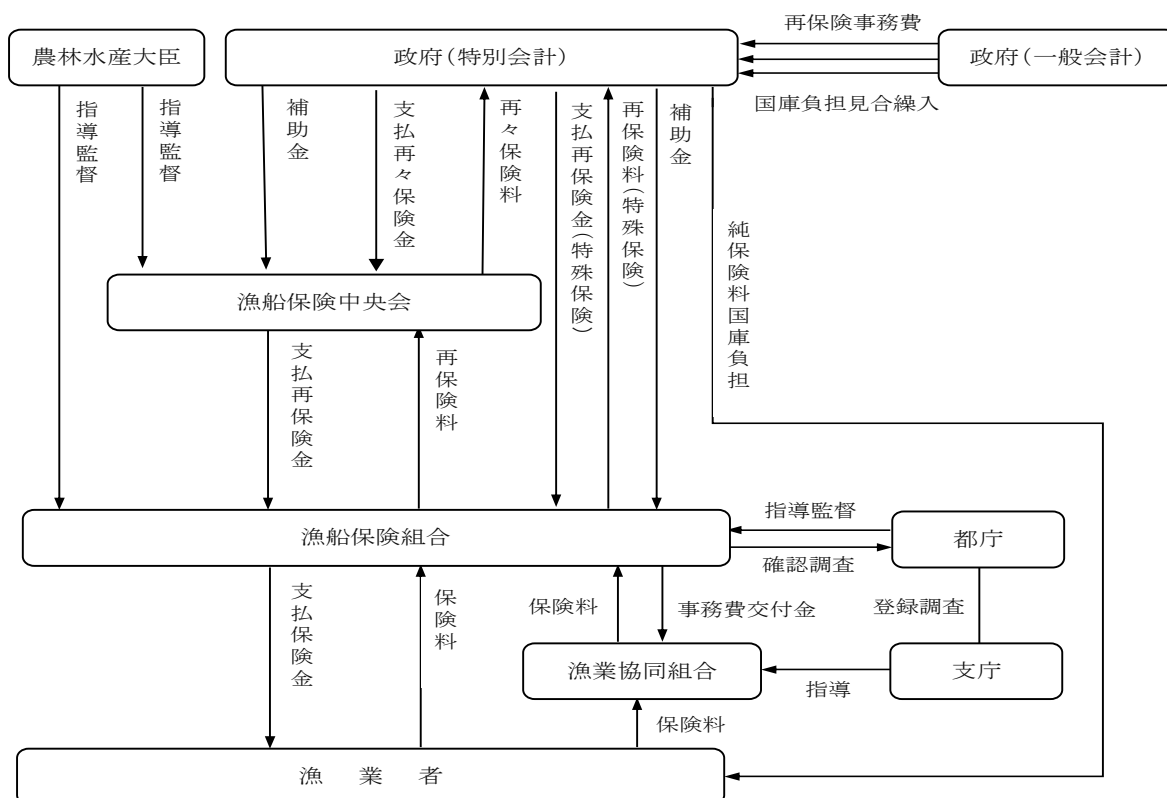 再保険事務費
農林水産大臣
政府（特別会計）
政府（一般会計）
国庫負担見合繰入
指導監督
指導監督
補助金
支払再々保険金
再々保険料
支払再保険金（特殊保険）
再保険料（特殊保険）
補助金
純保険料国庫負担
漁船保険中央会
支払再保険金
再保険料
漁船保険組合
指導監督
都庁
確認調査
支払保険金
保険料
保険料
事務費交付金
登録調査
漁業協同組合
支庁
指導
保険料
漁　業　者